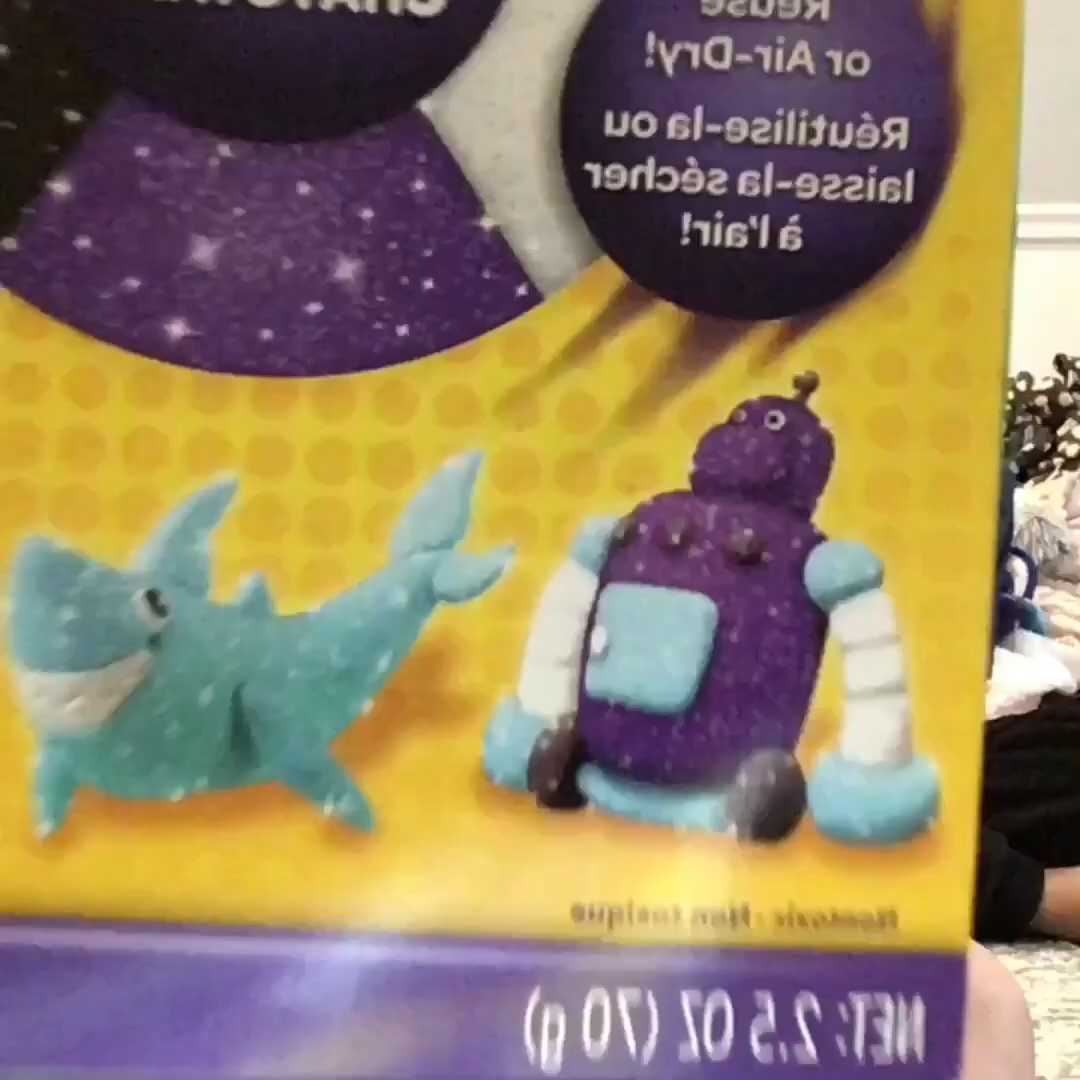 Reuse
or Air-Dry!
Réutilise-la ou
laisse-la sécher
à l'air!
Nontoxic · Non toxique
NET: 2.5 OZ (70 g)